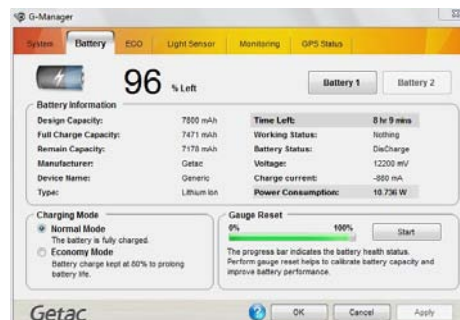 G-Manager
System Battery ECO Light Sensor Monitoring GPS Status
96 % Left
Battery 1 Battery 2
Battery Information
Design Capacity: 7800 mAh
Full Charge Capacity: 7471 mAh
Remain Capacity: 7178 mAh
Manufacturer: Getac
Device Name: Generic
Type: Lithium Ion
Time Left: 8 hr 9 mins
Working Status: Nothing
Battery Status: DisCharge
Voltage: 12200 mV
Charge current: -880 mA
Power Consumption: 10.736 W
Charging Mode
Normal Mode
The battery is fully charged.
Economy Mode
Battery charge kept at 80% to prolong
battery life.
Gauge Reset
0% 100%
Start
The progress bar indicates the battery health status.
Perform gauge reset helps to calibrate battery capacity and
improve battery performance.
Getac
? OK Cancel Apply